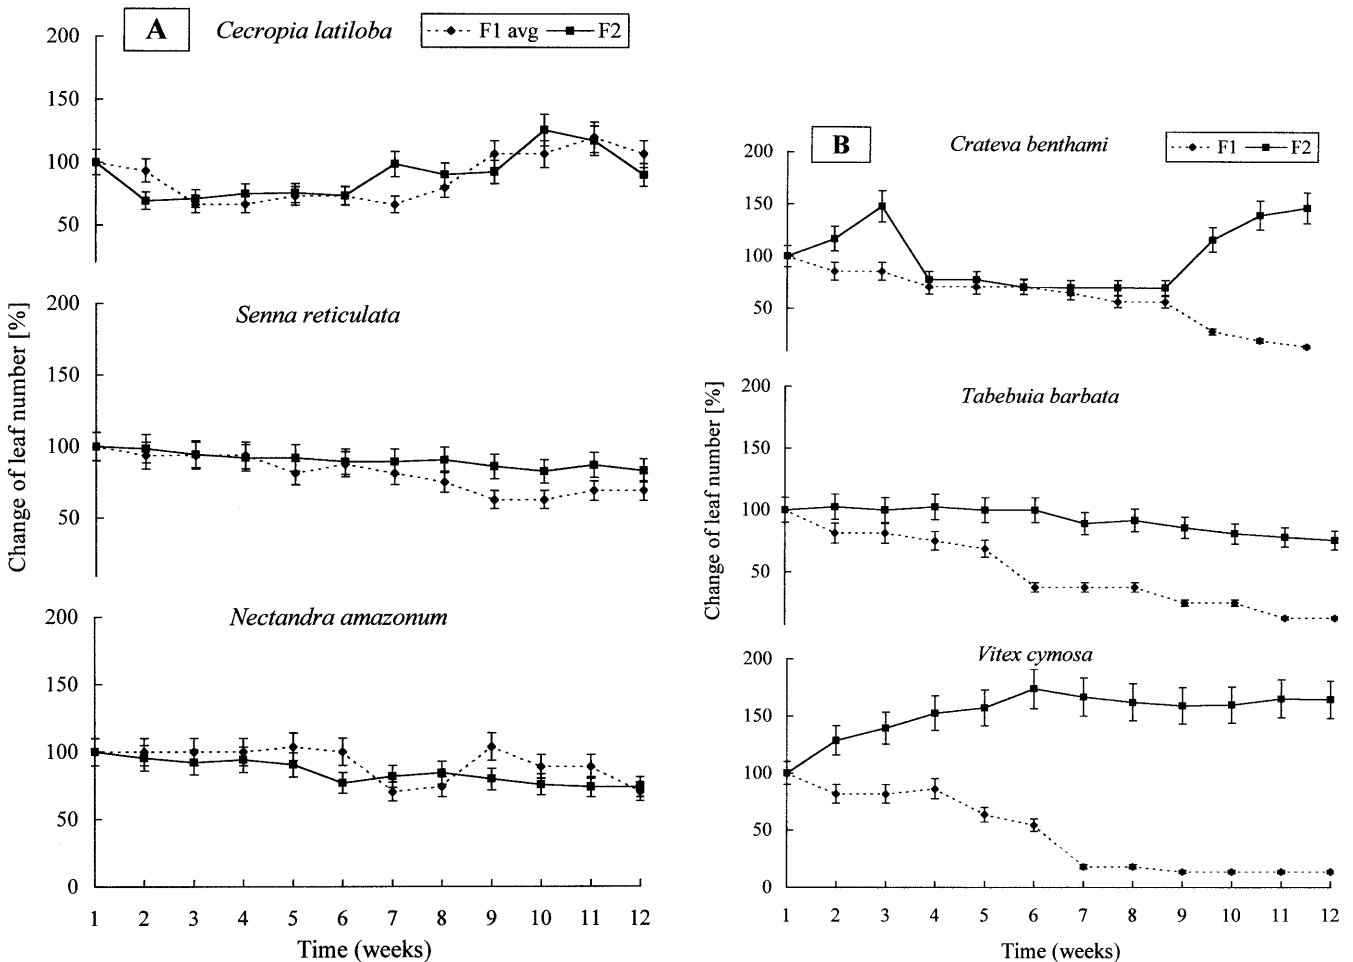 A Cecropia latiloba F1 avg F2
200
150
100
50
Senna reticulata
200
150
100
50
Nectandra amazonum
200
150
100
50
0
1 2 3 4 5 6 7 8 9 10 11 12
Time (weeks)
Change of leaf number [%]
B Crateva benthami F1 F2
200
150
100
50
Tabebuia barbata
200
150
100
50
Vitex cymosa
200
150
100
50
0
1 2 3 4 5 6 7 8 9 10 11 12
Time (weeks)
Change of leaf number [%]